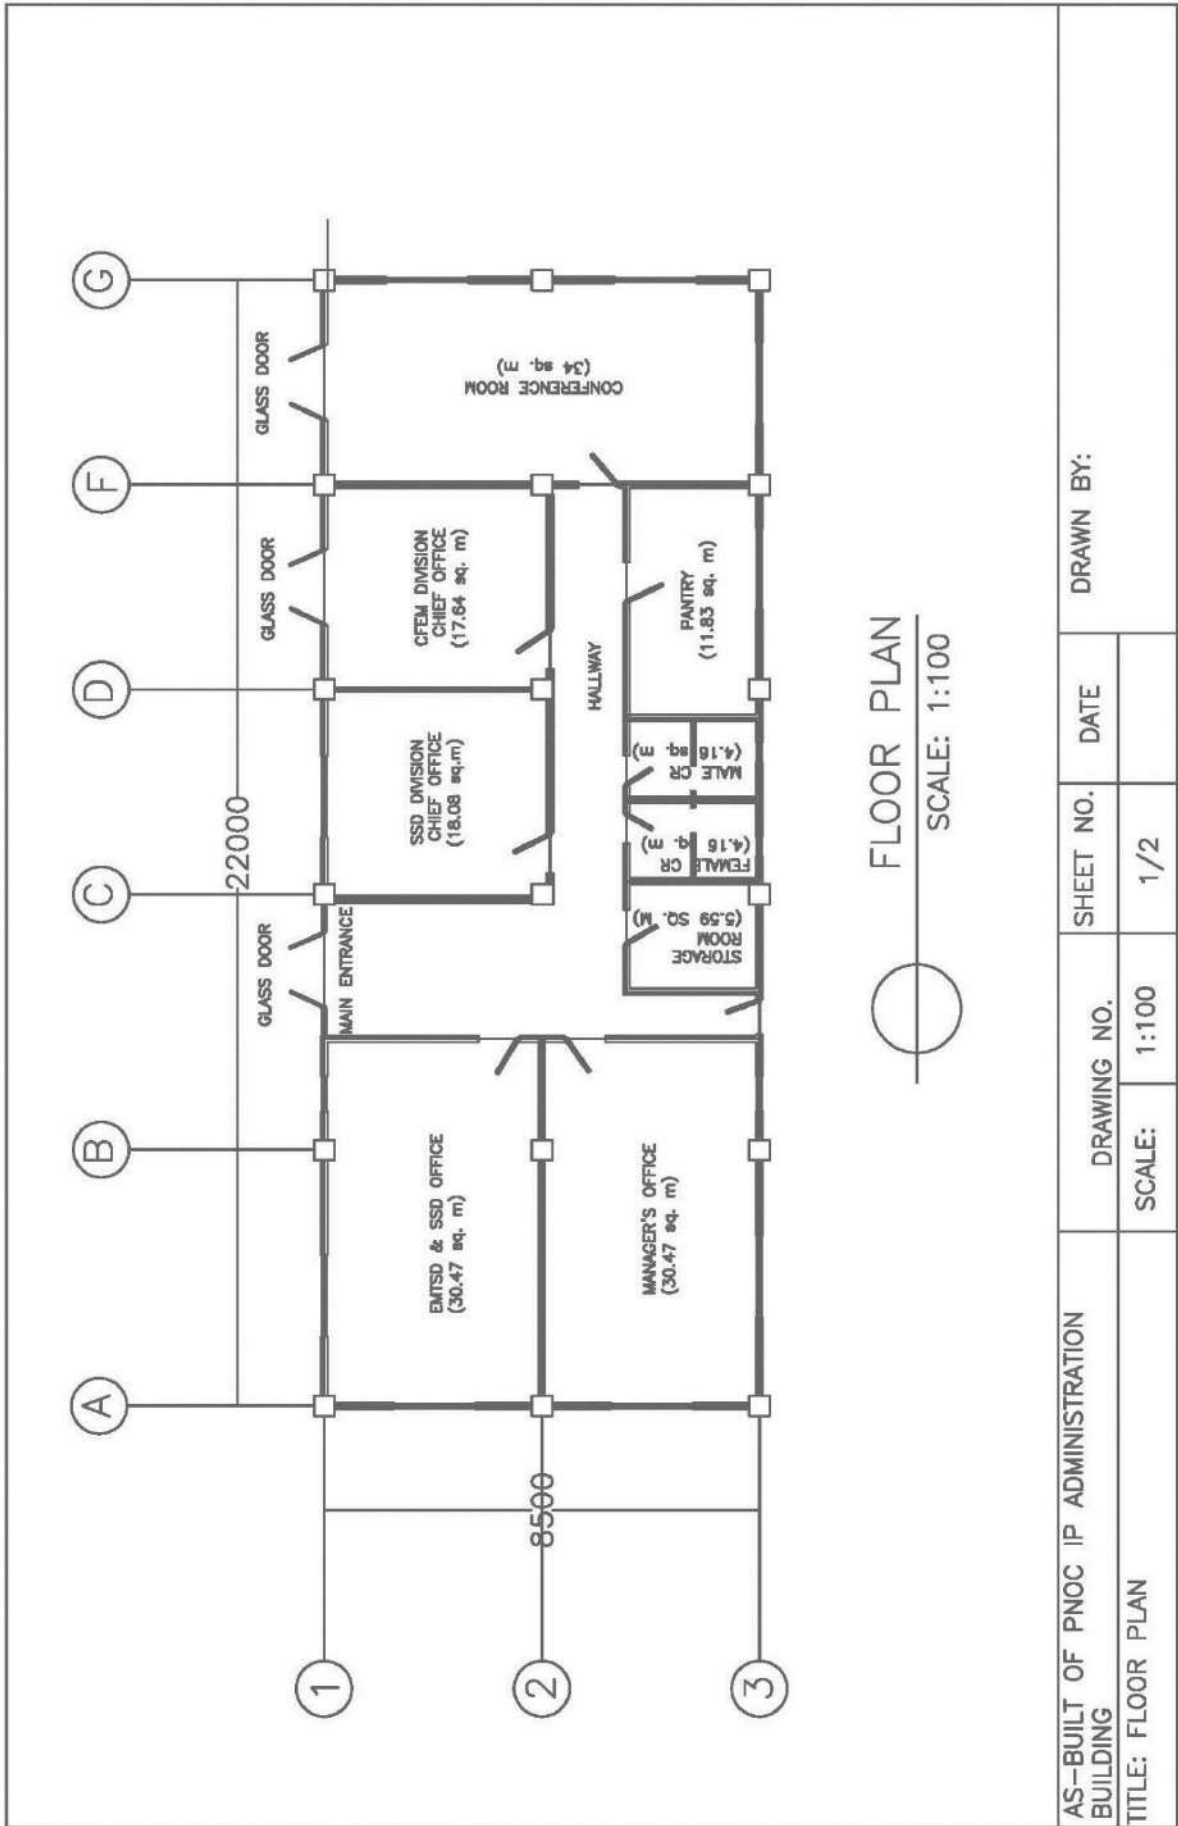 A
B
C
D
F
G
22000
GLASS DOOR
GLASS DOOR
GLASS DOOR
MAIN ENTRANCE
1
2
3
8500
EMTSD & SSD OFFICE
(30.47 sq. m)
MANAGER'S OFFICE
(30.47 sq. m)
SSD DIVISION
CHIEF OFFICE
(18.08 sq.m)
CFEM DIVISION
CHIEF OFFICE
(17.64 sq. m)
CONFERENCE ROOM
(34 sq. m)
HALLWAY
STORAGE
ROOM
(5.59 SQ. M)
FEMALE CR
(4.16 sq. m)
MALE CR
(4.16 sq. m)
PANTRY
(11.83 sq. m)
FLOOR PLAN
SCALE: 1:100
AS-BUILT OF PNOC IP ADMINISTRATION
BUILDING
TITLE: FLOOR PLAN
DRAWING NO.
SCALE: 1:100
SHEET NO.
1/2
DATE
DRAWN BY: